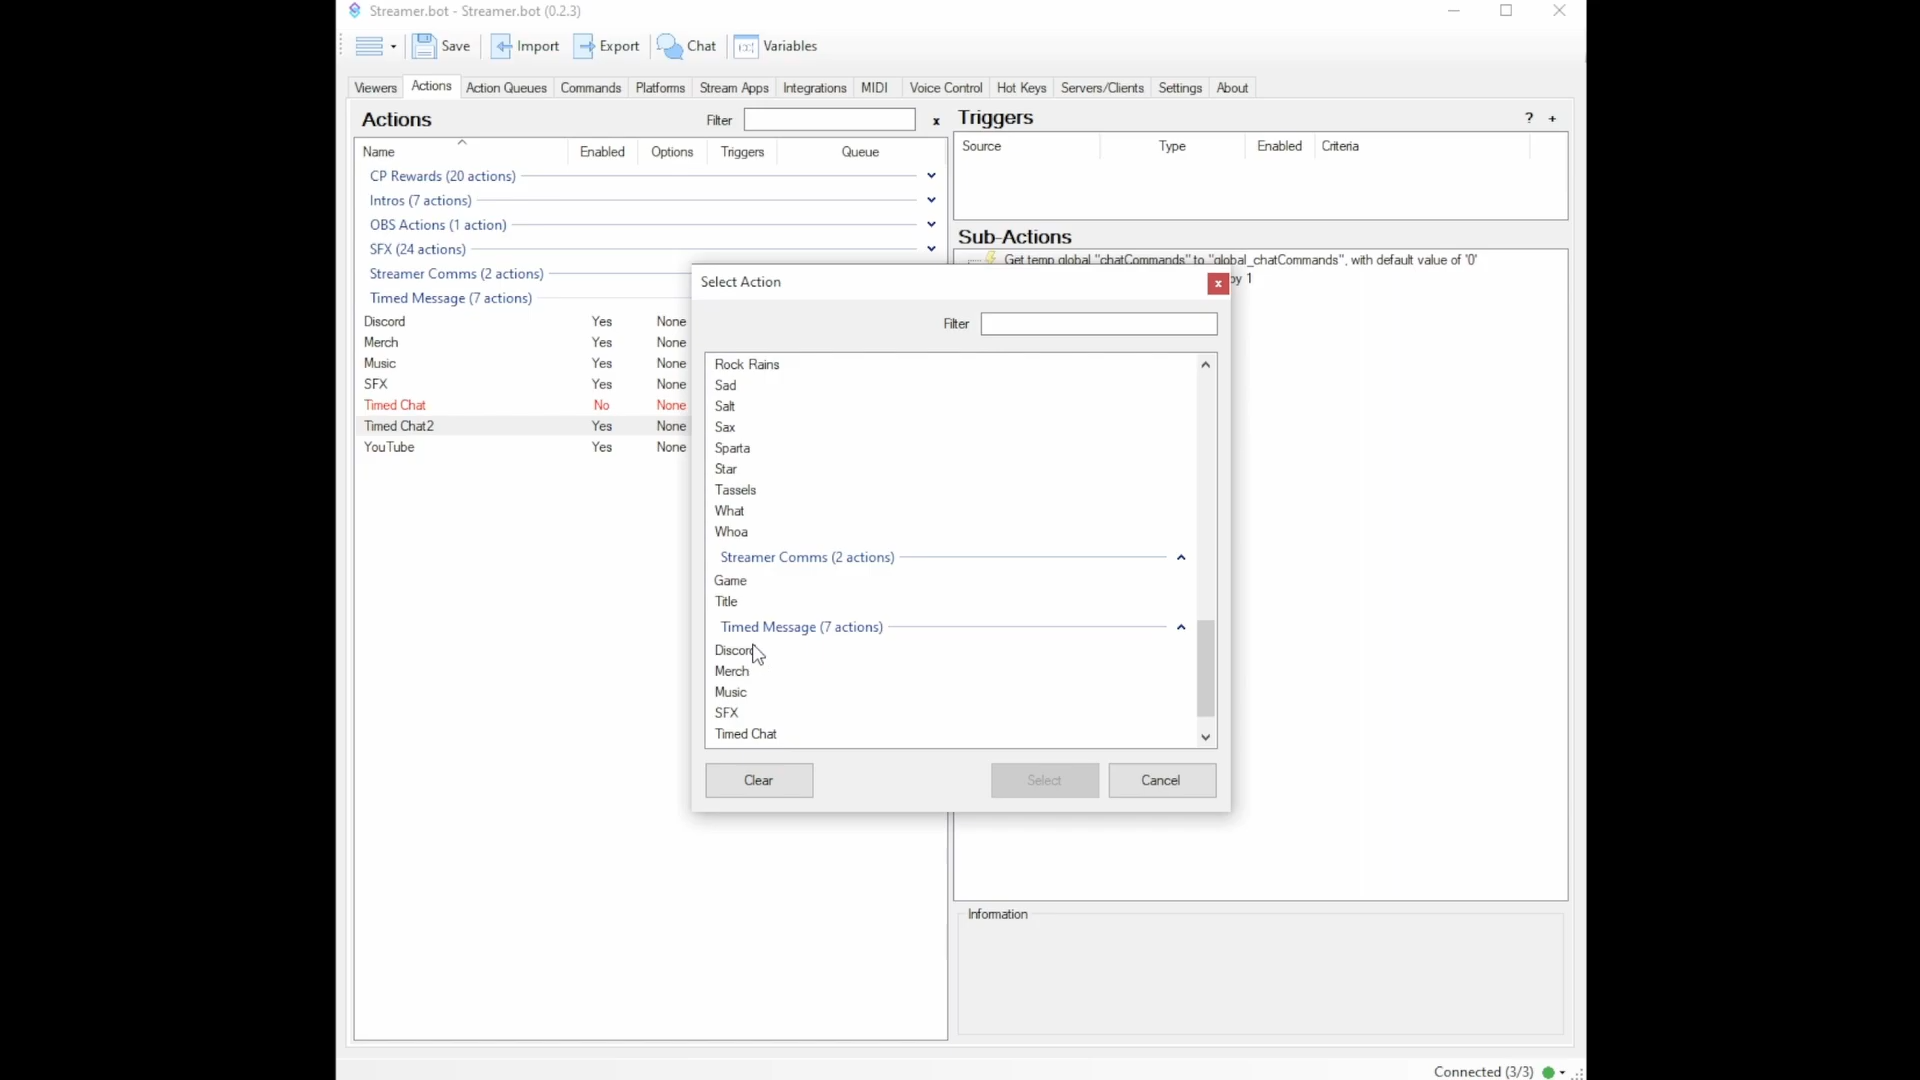 Streamer.bot - Streamer.bot (0.2.3)
Save Import Export Chat Variables
Viewers Actions Action Queues Commands Platforms Stream Apps Integrations MIDI Voice Control Hot Keys Servers/Clients Settings About
Actions Filter x
Name Enabled Options Triggers Queue
CP Rewards (20 actions)
Intros (7 actions)
OBS Actions (1 action)
SFX (24 actions)
Streamer Comms (2 actions)
Timed Message (7 actions)
Discord Yes None
Merch Yes None
Music Yes None
SFX Yes None
Timed Chat No None
Timed Chat2 Yes None
YouTube Yes None
Triggers ? +
Source Type Enabled Criteria
Sub-Actions
Get temp global "chatCommands" to "global_chatCommands", with default value of '0'
by 1
Select Action x
Filter
Rock Rains
Sad
Salt
Sax
Sparta
Star
Tassels
What
Whoa
Streamer Comms (2 actions)
Game
Title
Timed Message (7 actions)
Discord
Merch
Music
SFX
Timed Chat
Clear Select Cancel
Information
Connected (3/3)